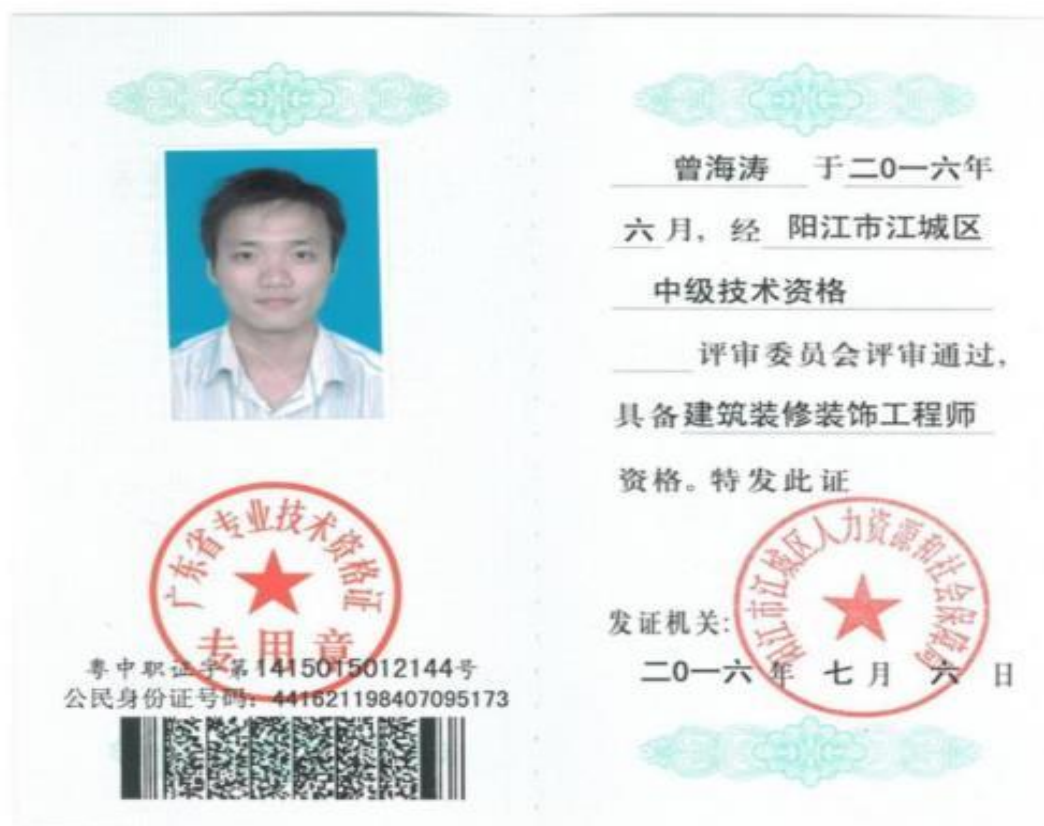 广东省专业技术资格证
专用章
粤中职证字第1415015012144号
公民身份证号码：441621198407095173
曾海涛 于二0一六年
六月，经 阳江市江城区
中级技术资格
评审委员会评审通过，
具备建筑装修装饰工程师
资格。特发此证
阳江市江城区人力资源和社会保障局
发证机关：
二0一六年 七月 六日